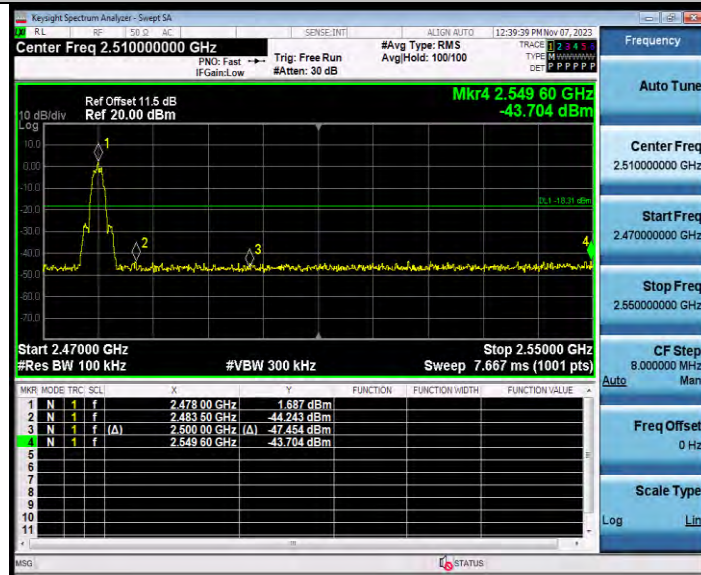 Keysight Spectrum Analyzer - Swept SA
RL RF 50 Ω AC SENSE:INT ALIGN AUTO 12:39:39 PM Nov 07, 2023
Center Freq 2.510000000 GHz #Avg Type: RMS TRACE 1 2 3 4 5 6
PNO: Fast Trig: Free Run Avg|Hold: 100/100 TYPE M WWWWW
IFGain:Low #Atten: 30 dB DET P P P P P P
Frequency
Auto Tune
Center Freq
2.510000000 GHz
Start Freq
2.470000000 GHz
Stop Freq
2.550000000 GHz
CF Step
8.000000 MHz
Auto Man
Freq Offset
0 Hz
Scale Type
Log Lin
Mkr4 2.549 60 GHz
-43.704 dBm
Ref Offset 11.5 dB
10 dB/div Ref 20.00 dBm
Log
10.0
0.00
-10.0
-20.0
-30.0
-40.0
-50.0
-60.0
-70.0
1
2
3
4
DL1 -18.31 dBm
Start 2.47000 GHz Stop 2.55000 GHz
#Res BW 100 kHz #VBW 300 kHz Sweep 7.667 ms (1001 pts)
MKR MODE TRC SCL X Y FUNCTION FUNCTION WIDTH FUNCTION VALUE
1 N 1 f 2.478 00 GHz 1.687 dBm
2 N 1 f 2.483 50 GHz -44.243 dBm
3 N 1 f (Δ) 2.500 00 GHz (Δ) -47.454 dBm
4 N 1 f 2.549 60 GHz -43.704 dBm
5
6
7
8
9
10
11
MSG STATUS